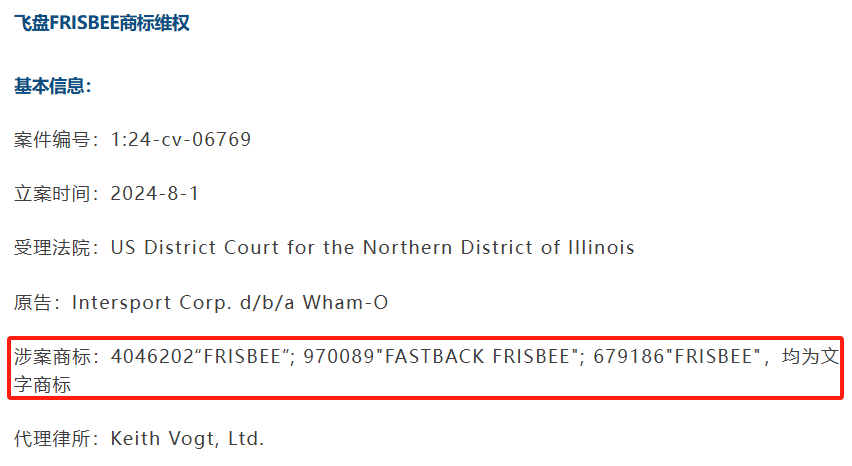 飞盘FRISBEE商标维权
基本信息：
案件编号：1:24-cv-06769
立案时间：2024-8-1
受理法院：US District Court for the Northern District of Illinois
原告：Intersport Corp. d/b/a Wham-O
涉案商标：4046202“FRISBEE”; 970089"FASTBACK FRISBEE"; 679186"FRISBEE"，均为文
字商标
代理律所：Keith Vogt, Ltd.